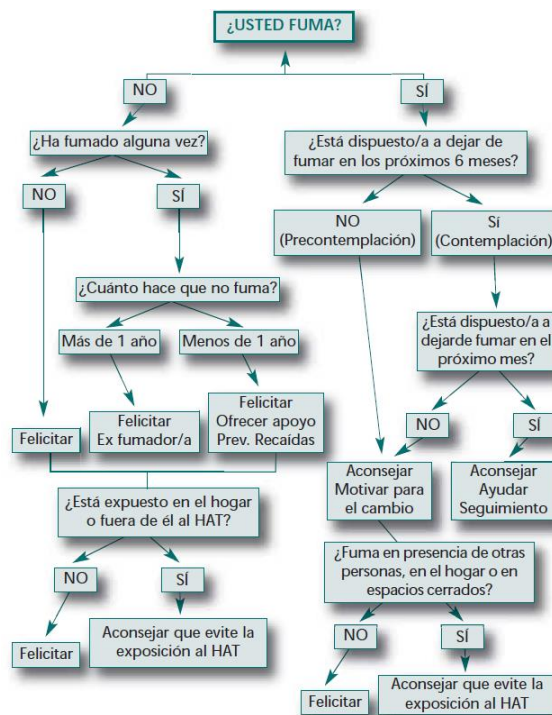 ¿USTED FUMA?
NO
SÍ
¿Ha fumado alguna vez?
¿Está dispuesto/a a dejar de
fumar en los próximos 6 meses?
NO
SÍ
NO
(Precontemplación)
Sí
(Contemplación)
¿Cuánto hace que no fuma?
¿Está dispuesto/a a
dejarde fumar en el
próximo mes?
Más de 1 año
Menos de 1 año
Felicitar
Felicitar
Ex fumador/a
Felicitar
Ofrecer apoyo
Prev. Recaídas
NO
SÍ
Aconsejar
Motivar para
el cambio
Aconsejar
Ayudar
Seguimiento
¿Está expuesto en el hogar
o fuera de él al HAT?
¿Fuma en presencia de otras
personas, en el hogar o en
espacios cerrados?
NO
SÍ
NO
SÍ
Felicitar
Aconsejar que evite la
exposición al HAT
Felicitar
Aconsejar que evite la
exposición al HAT